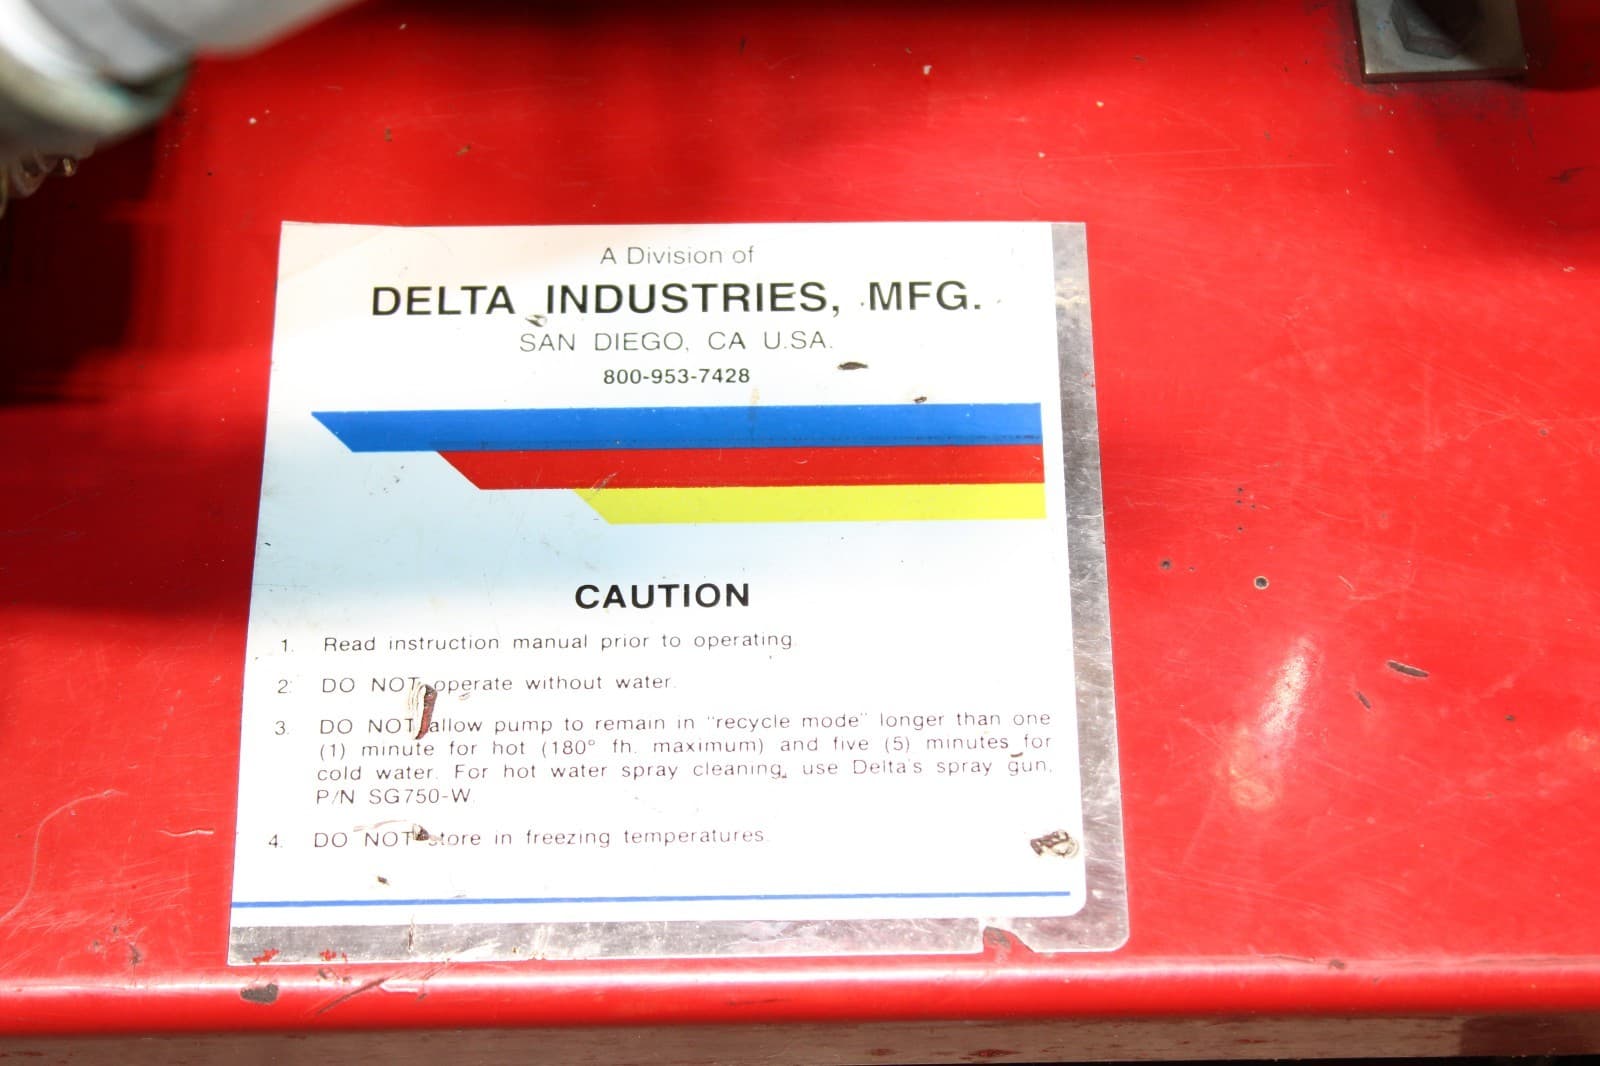 A Division of
DELTA INDUSTRIES, MFG.
SAN DIEGO, CA U.SA.
800-953-7428
CAUTION
1. Read instruction manual prior to operating.
2. DO NOT operate without water.
3. DO NOT allow pump to remain in "recycle mode" longer than one
(1) minute for hot (180° fh. maximum) and five (5) minutes for
cold water. For hot water spray cleaning, use Delta's spray gun,
P/N SG750-W.
4. DO NOT store in freezing temperatures.